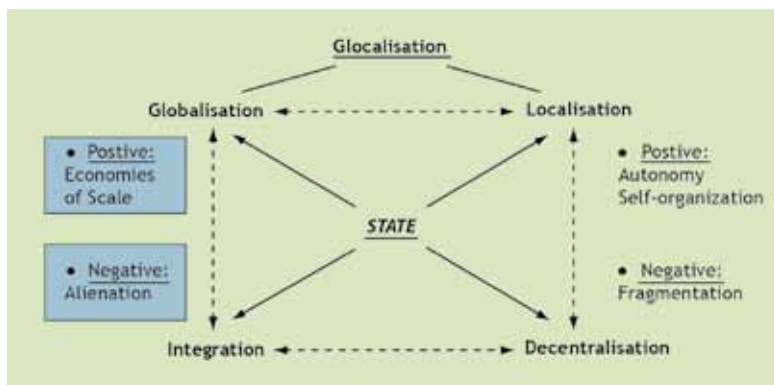 Glocalisation
Globalisation
Localisation
• Postive:
Economies
of Scale
• Postive:
Autonomy
Self-organization
STATE
• Negative:
Alienation
• Negative:
Fragmentation
Integration
Decentralisation